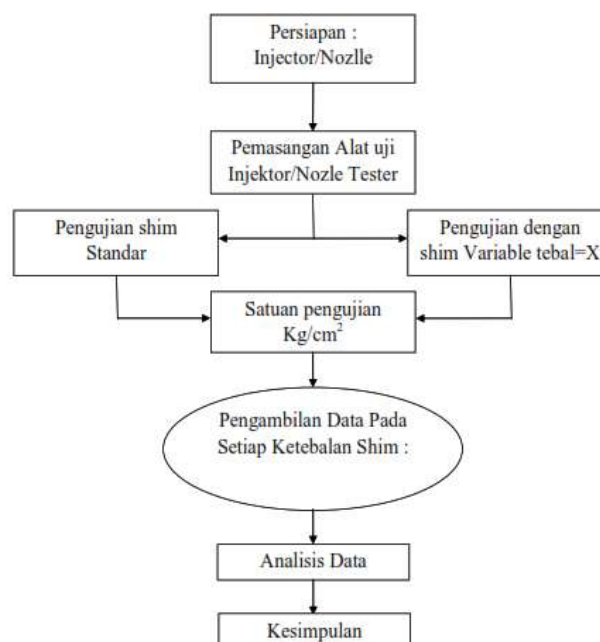 Persiapan :
Injector/Nozlle
Pemasangan Alat uji
Injektor/Nozle Tester
Pengujian shim
Standar
Pengujian dengan
shim Variable tebal=X
Satuan pengujian
Kg/cm²
Pengambilan Data Pada
Setiap Ketebalan Shim :
Analisis Data
Kesimpulan